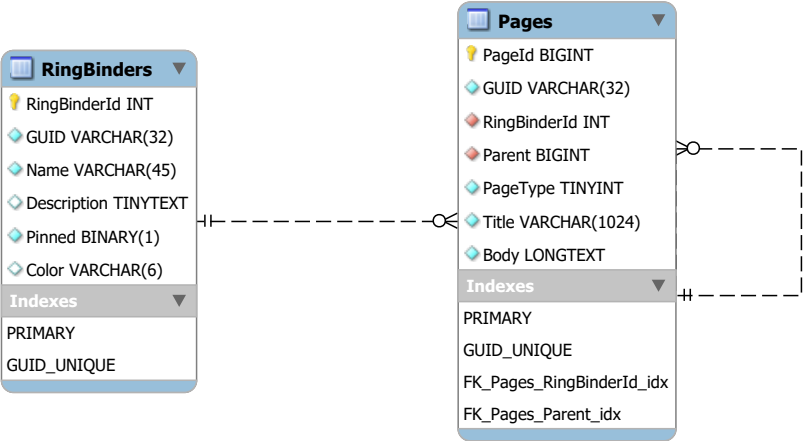 RingBinders
RingBinderId INT
GUID VARCHAR(32)
Name VARCHAR(45)
Description TINYTEXT
Pinned BINARY(1)
Color VARCHAR(6)
Indexes
PRIMARY
GUID_UNIQUE
Pages
PageId BIGINT
GUID VARCHAR(32)
RingBinderId INT
Parent BIGINT
PageType TINYINT
Title VARCHAR(1024)
Body LONGTEXT
Indexes
PRIMARY
GUID_UNIQUE
FK_Pages_RingBinderId_idx
FK_Pages_Parent_idx